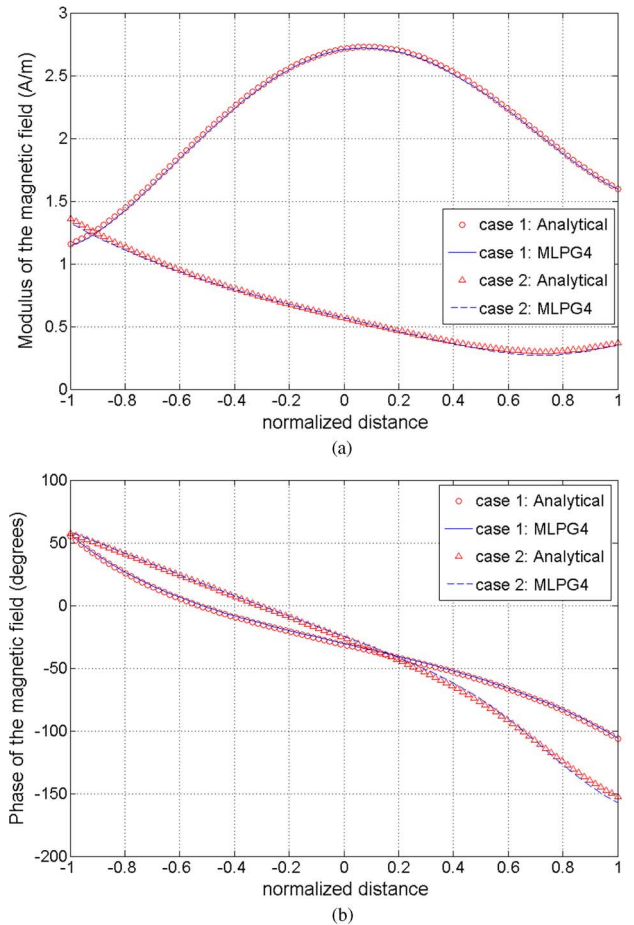 3
2.5
2
1.5
1
0.5
0
Modulus of the magnetic field (A/m)
case 1: Analytical
case 1: MLPG4
case 2: Analytical
case 2: MLPG4
-1 -0.8 -0.6 -0.4 -0.2 0 0.2 0.4 0.6 0.8 1
normalized distance
(a)
100
50
0
-50
-100
-150
-200
Phase of the magnetic field (degrees)
case 1: Analytical
case 1: MLPG4
case 2: Analytical
case 2: MLPG4
-1 -0.8 -0.6 -0.4 -0.2 0 0.2 0.4 0.6 0.8 1
normalized distance
(b)